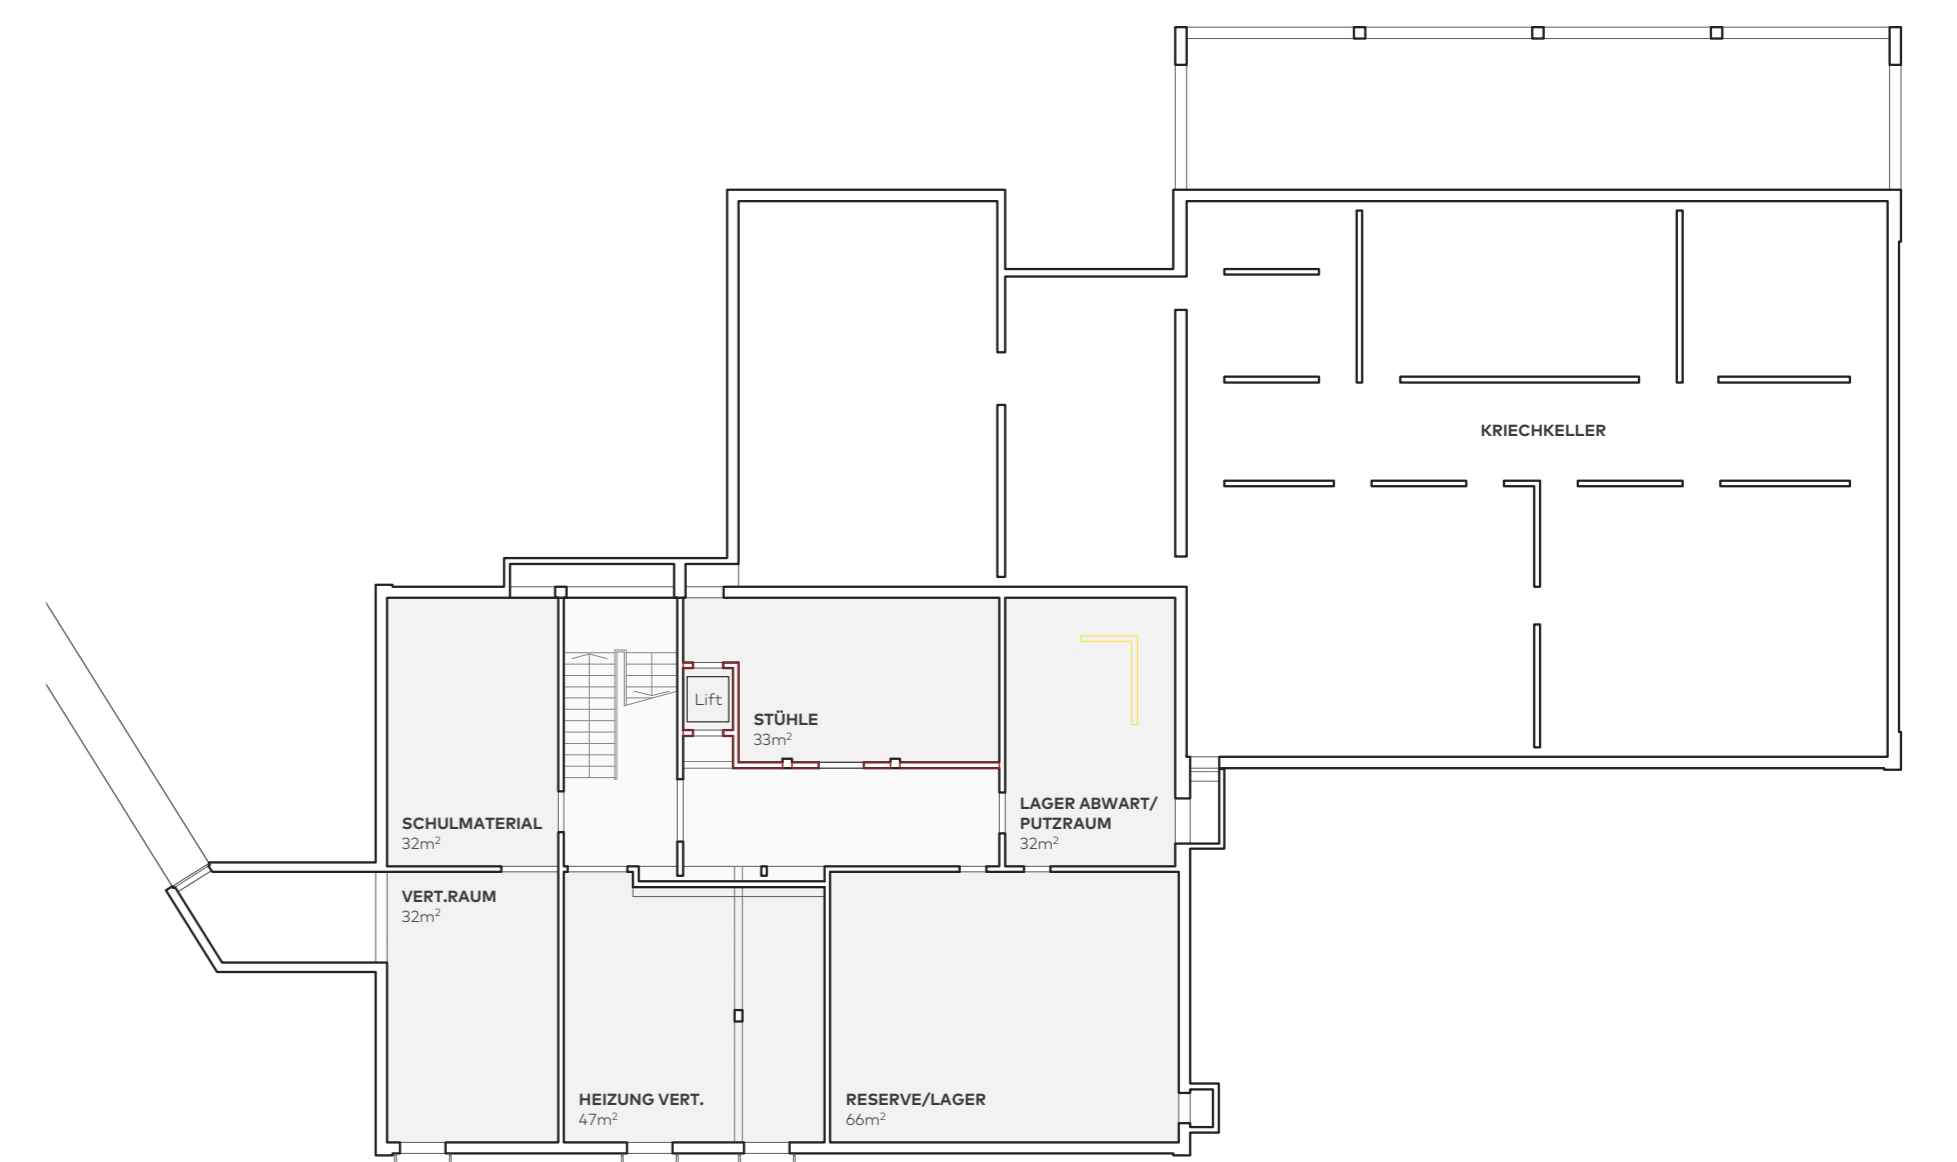 KRIECHKELLER
Lift
STÜHLE
33m²
LAGER ABWART/
PUTZRAUM
32m²
SCHULMATERIAL
32m²
VERT.RAUM
32m²
HEIZUNG VERT.
47m²
RESERVE/LAGER
66m²